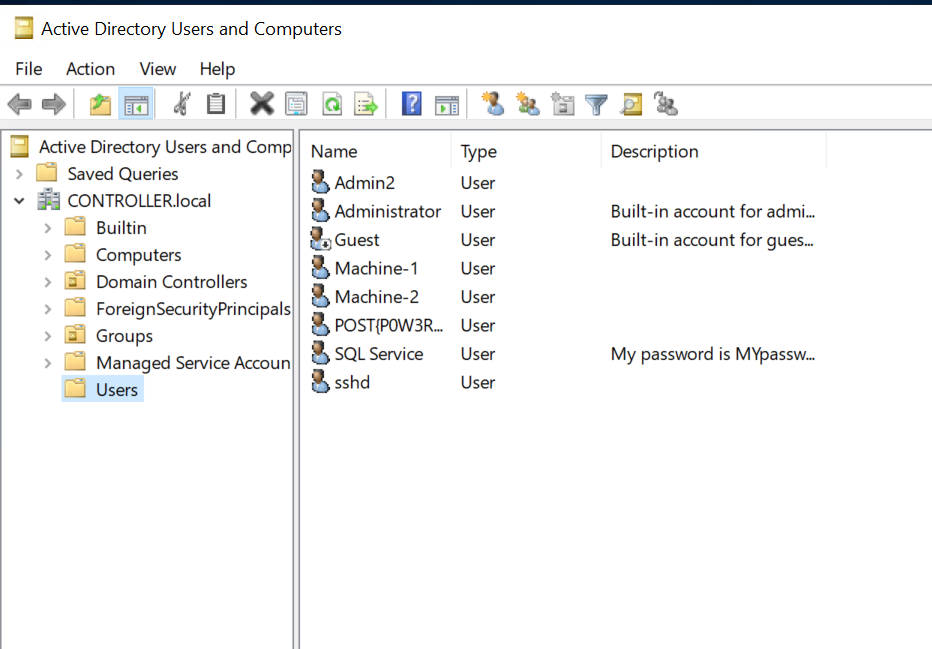 Active Directory Users and Computers
File Action View Help
Active Directory Users and Comp
Saved Queries
CONTROLLER.local
Builtin
Computers
Domain Controllers
ForeignSecurityPrincipals
Groups
Managed Service Accoun
Users
Name Type Description
Admin2 User
Administrator User Built-in account for admi...
Guest User Built-in account for gues...
Machine-1 User
Machine-2 User
POST{P0W3R... User
SQL Service User My password is MYpassw...
sshd User